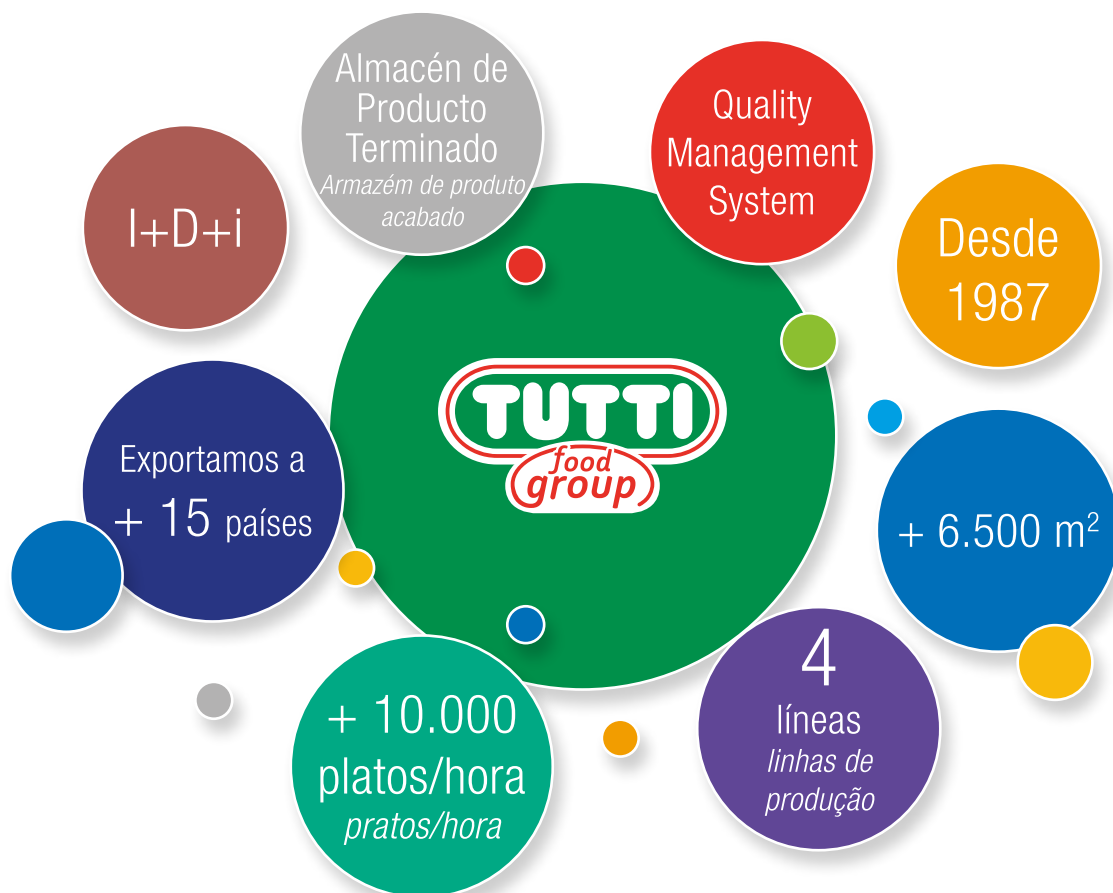 Almacén de
Producto
Terminado
Armazém de produto
acabado
Quality
Management
System
I+D+i
Desde
1987
TUTTI
food
group
Exportamos a
+ 15 países
+ 6.500 m²
+ 10.000
platos/hora
pratos/hora
4
líneas
linhas de
produção